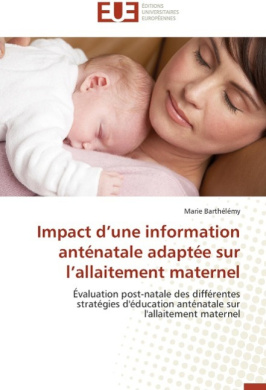 EUE
ÉDITIONS
UNIVERSITAIRES
EUROPÉENNES
Marie Barthélémy
Impact d’une information
anténatale adaptée sur
l’allaitement maternel
Évaluation post-natale des différentes
stratégies d'éducation anténatale sur
l'allaitement maternel